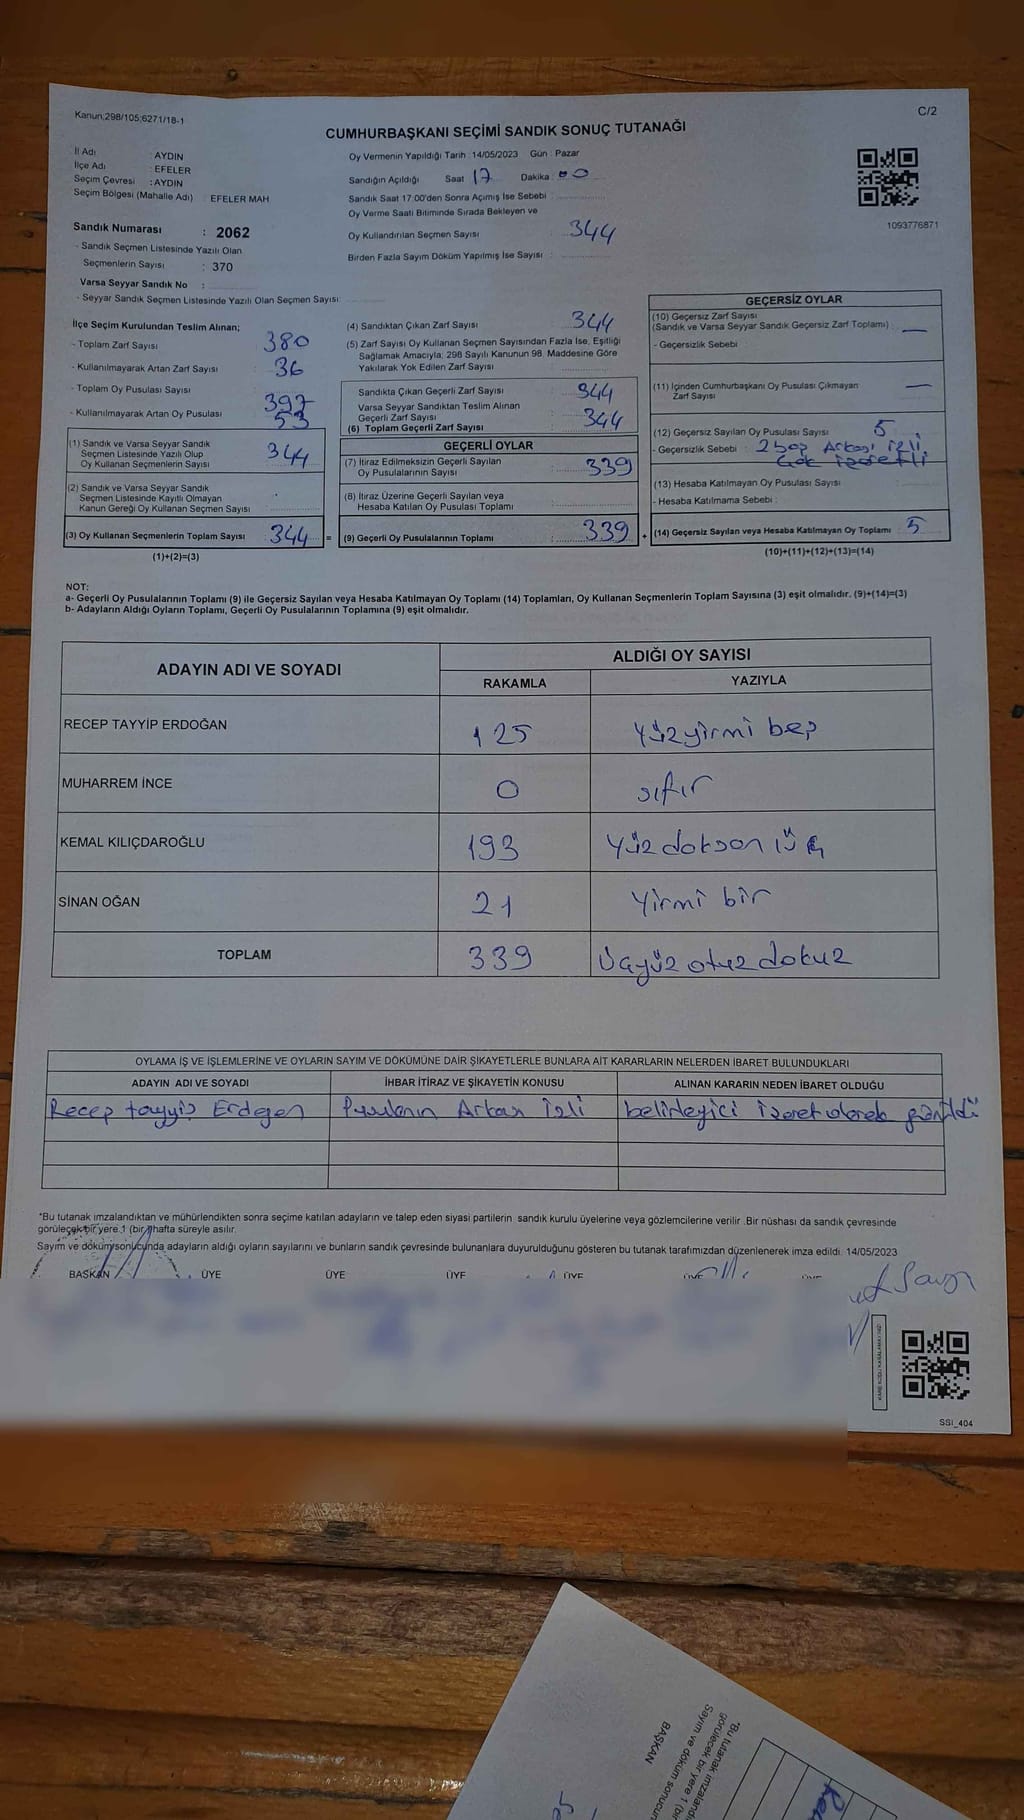 Kanun;298/105;6271/18-1
C/2
CUMHURBAŞKANI SEÇİMİ SANDIK SONUÇ TUTANAĞI
İl Adı : AYDIN
İlçe Adı : EFELER
Seçim Çevresi : AYDIN
Seçim Bölgesi (Mahalle Adı) : EFELER MAH
Sandık Numarası : 2062
- Sandık Seçmen Listesinde Yazılı Olan
Seçmenlerin Sayısı : 370
Varsa Seyyar Sandık No :
- Seyyar Sandık Seçmen Listesinde Yazılı Olan Seçmen Sayısı:
Oy Vermenin Yapıldığı Tarih : 14/05/2023 Gün : Pazar
Sandığın Açıldığı Saat 17 Dakika : 00
Sandık Saat 17:00'den Sonra Açımış İse Sebebi :
Oy Verme Saati Bitiminde Sırada Bekleyen ve
Oy Kullandırılan Seçmen Sayısı : 344
Birden Fazla Sayım Döküm Yapılmış İse Sayısı :
1093776871
İlçe Seçim Kurulundan Teslim Alınan;
- Toplam Zarf Sayısı : 380
- Kullanılmayarak Artan Zarf Sayısı : 36
- Toplam Oy Pusulası Sayısı : 397
- Kullanılmayarak Artan Oy Pusulası : 53
(1) Sandık ve Varsa Seyyar Sandık
Seçmen Listesinde Yazılı Olup
Oy Kullanan Seçmenlerin Sayısı : 344
(2) Sandık ve Varsa Seyyar Sandık
Seçmen Listesinde Kayıtlı Olmayan
Kanun Gereği Oy Kullanan Seçmen Sayısı :
(3) Oy Kullanan Seçmenlerin Toplam Sayısı : 344 =
(1)+(2)=(3)
(4) Sandıktan Çıkan Zarf Sayısı : 344
(5) Zarf Sayısı Oy Kullanan Seçmen Sayısından Fazla İse, Eşitliği
Sağlamak Amacıyla; 298 Sayılı Kanunun 98. Maddesine Göre
Yakılarak Yok Edilen Zarf Sayısı :
Sandıkta Çıkan Geçerli Zarf Sayısı : 344
Varsa Seyyar Sandıktan Teslim Alınan
Geçerli Zarf Sayısı :
(6) Toplam Geçerli Zarf Sayısı : 344
GEÇERLİ OYLAR
(7) İtiraz Edilmeksizin Geçerli Sayılan
Oy Pusulalarının Sayısı : 339
(8) İtiraz Üzerine Geçerli Sayılan veya
Hesaba Katılan Oy Pusulası Toplamı :
(9) Geçerli Oy Pusulalarının Toplamı : 339 +
GEÇERSİZ OYLAR
(10) Geçersiz Zarf Sayısı
(Sandık ve Varsa Seyyar Sandık Geçersiz Zarf Toplamı) : —
- Geçersizlik Sebebi :
(11) İçinden Cumhurbaşkanı Oy Pusulası Çıkmayan
Zarf Sayısı : —
(12) Geçersiz Sayılan Oy Pusulası Sayısı : 5
- Geçersizlik Sebebi : 2 boş Arkası izli,
Çok işaretli
(13) Hesaba Katılmayan Oy Pusulası Sayısı :
- Hesaba Katılmama Sebebi :
(14) Geçersiz Sayılan veya Hesaba Katılmayan Oy Toplamı : 5
(10)+(11)+(12)+(13)=(14)
NOT:
a- Geçerli Oy Pusulalarının Toplamı (9) ile Geçersiz Sayılan veya Hesaba Katılmayan Oy Toplamı (14) Toplamları, Oy Kullanan Seçmenlerin Toplam Sayısına (3) eşit olmalıdır. (9)+(14)=(3)
b- Adayların Aldığı Oyların Toplamı, Geçerli Oy Pusulalarının Toplamına (9) eşit olmalıdır.
ADAYIN ADI VE SOYADI ALDIĞI OY SAYISI
RAKAMLA YAZIYLA
RECEP TAYYİP ERDOĞAN 125 Yüzyirmi beş
MUHARREM İNCE 0 sıfır
KEMAL KILIÇDAROĞLU 193 Yüz doksan üç
SİNAN OĞAN 21 Yirmi bir
TOPLAM 339 Üçyüz otuz dokuz
OYLAMA İŞ VE İŞLEMLERİNE VE OYLARIN SAYIM VE DÖKÜMÜNE DAİR ŞİKAYETLERLE BUNLARA AİT KARARLARIN NELERDEN İBARET BULUNDUKLARI
ADAYIN ADI VE SOYADI İHBAR İTİRAZ VE ŞİKAYETİN KONUSU ALINAN KARARIN NEDEN İBARET OLDUĞU
Recep tayyip Erdegen Pusulanın Arkası İzli belirleyici işaret olarak görüldü
*Bu tutanak imzalandıktan ve mühürlendikten sonra seçime katılan adayların ve talep eden siyasi partilerin sandık kurulu üyelerine veya gözlemcilerine verilir. Bir nüshası da sandık çevresinde
görülecek bir yere 1 (bir) hafta süreyle asılır.
Sayım ve döküm sonucunda adayların aldığı oyların sayılarını ve bunların sandık çevresinde bulunanlara duyurulduğunu gösteren bu tutanak tarafımızdan düzenlenerek imza edildi. 14/05/2023
BAŞKAN ÜYE ÜYE ÜYE ÜYE ÜYE ÜYE
SSI_404
*Bu tutanak imzalandı
görülecek bir yere 1 (bi
Sayım ve döküm sonucun
BAŞKAN